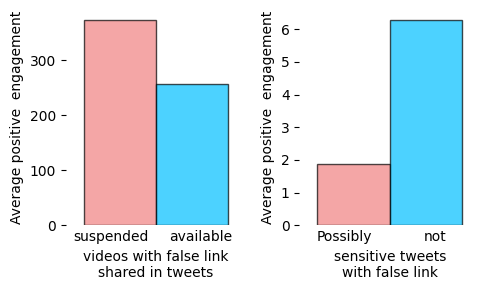 Average positive  engagement
300
200
100
0
suspended
available
videos with false link
shared in tweets
Average positive  engagement
6
5
4
3
2
1
0
Possibly
not
sensitive tweets
with false link